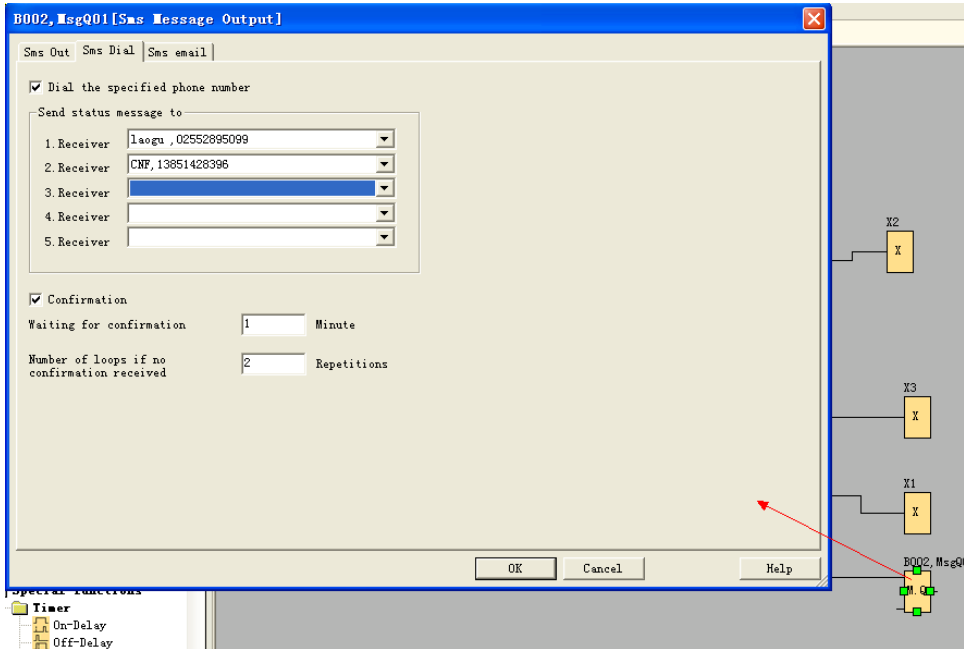 B002,MsgQ01[Sms Message Output]
Sms Out Sms Dial Sms email
Dial the specified phone number
Send status message to
1.Receiver laogu ,02552895099
2.Receiver CNF,13851428396
3.Receiver
4.Receiver
5.Receiver
Confirmation
Waiting for confirmation 1 Minute
Number of loops if no
confirmation received 2 Repetitions
OK Cancel Help
X2
X
X3
X
X1
X
B002,MsgQ0
M.Q
Special functions
Timer
On-Delay
Off-Delay